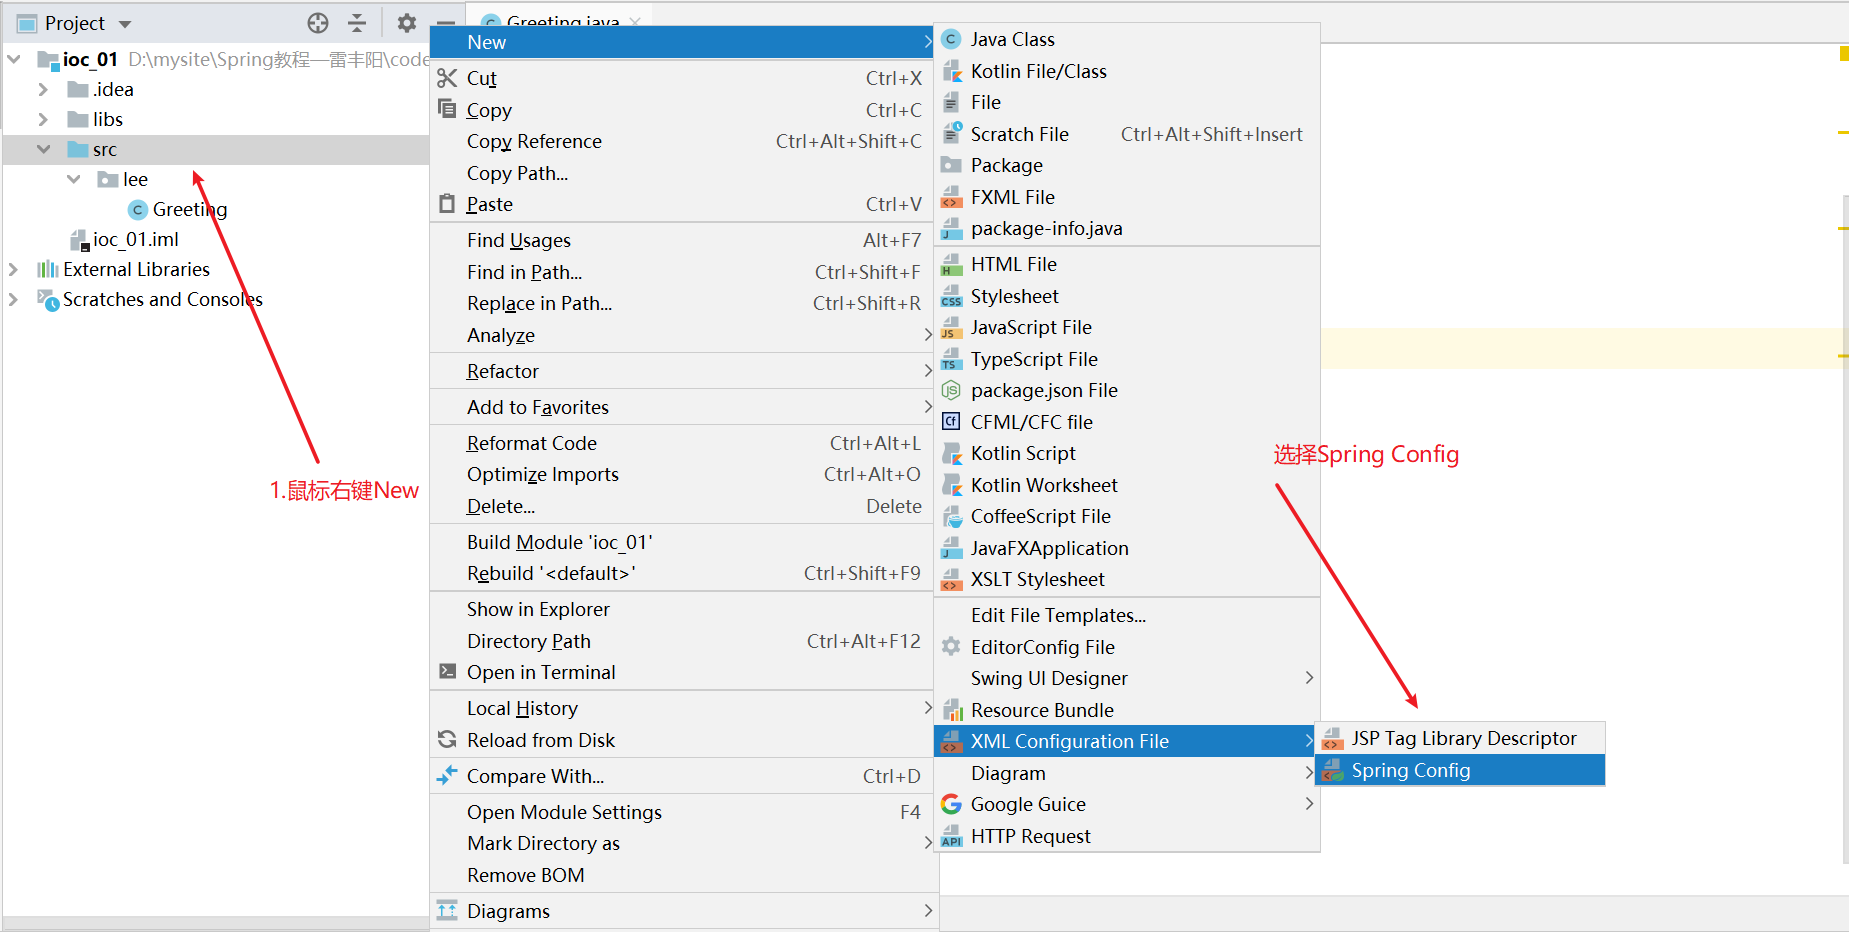 Project
ioc_01 D:\mysite\Spring教程—雷丰阳\code
.idea
libs
src
lee
Greeting
ioc_01.iml
External Libraries
Scratches and Consoles
1.鼠标右键New
Greeting.java
New
Cut Ctrl+X
Copy Ctrl+C
Copy Reference Ctrl+Alt+Shift+C
Copy Path...
Paste Ctrl+V
Find Usages Alt+F7
Find in Path... Ctrl+Shift+F
Replace in Path... Ctrl+Shift+R
Analyze
Refactor
Add to Favorites
Reformat Code Ctrl+Alt+L
Optimize Imports Ctrl+Alt+O
Delete... Delete
Build Module 'ioc_01'
Rebuild '<default>' Ctrl+Shift+F9
Show in Explorer
Directory Path Ctrl+Alt+F12
Open in Terminal
Local History
Reload from Disk
Compare With... Ctrl+D
Open Module Settings F4
Mark Directory as
Remove BOM
Diagrams
Java Class
Kotlin File/Class
File
Scratch File Ctrl+Alt+Shift+Insert
Package
FXML File
package-info.java
HTML File
Stylesheet
JavaScript File
TypeScript File
package.json File
CFML/CFC file
Kotlin Script
Kotlin Worksheet
CoffeeScript File
JavaFXApplication
XSLT Stylesheet
Edit File Templates...
EditorConfig File
Swing UI Designer
Resource Bundle
XML Configuration File
Diagram
Google Guice
HTTP Request
选择Spring Config
JSP Tag Library Descriptor
Spring Config